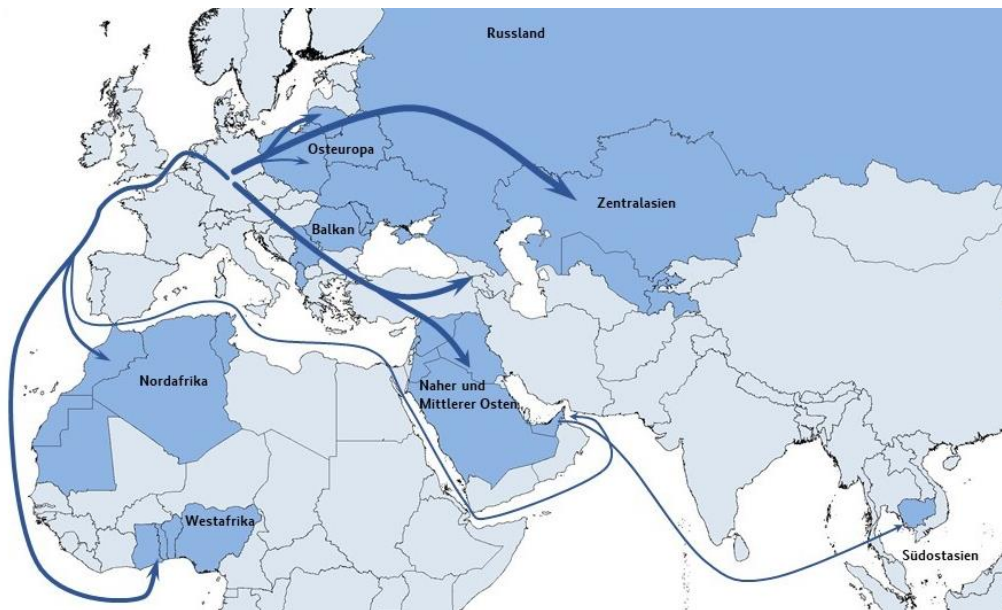 Russland
Osteuropa
Zentralasien
Balkan
Nordafrika
Naher und
Mittlerer Osten
Westafrika
Südostasien